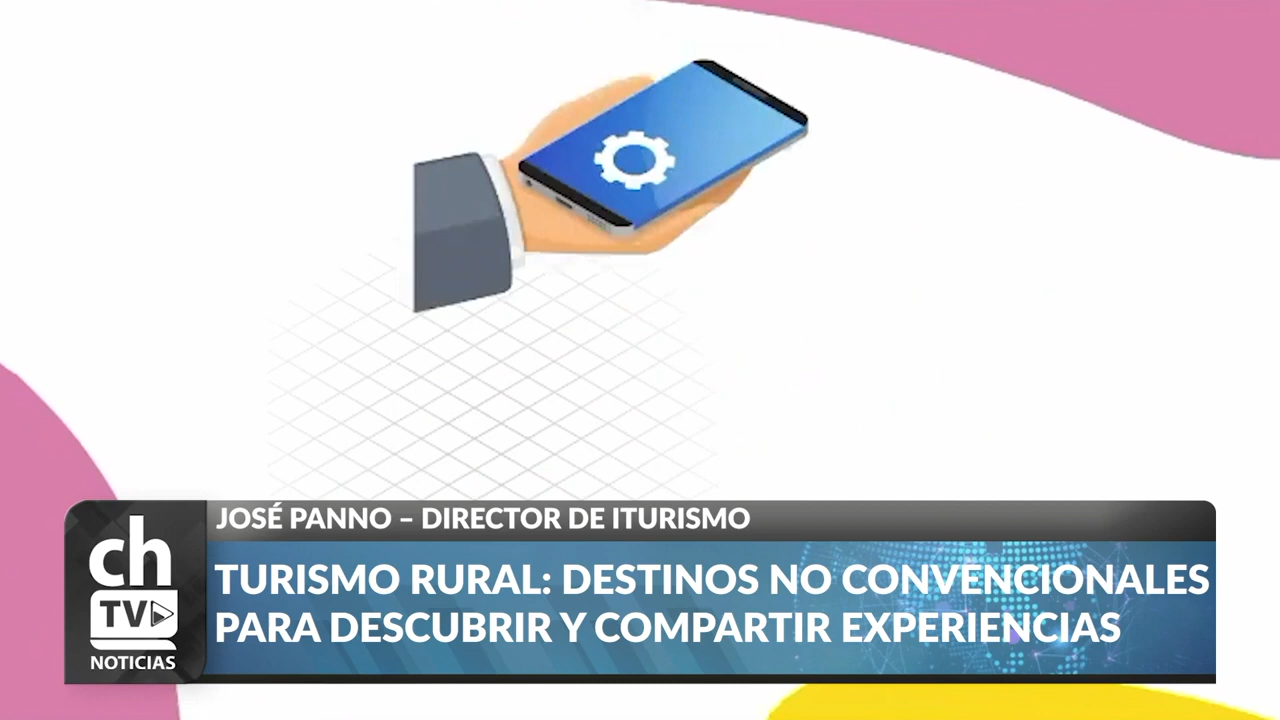 JOSÉ PANNO – DIRECTOR DE ITURISMO
ch
TV
NOTICIAS
TURISMO RURAL: DESTINOS NO CONVENCIONALES
PARA DESCUBRIR Y COMPARTIR EXPERIENCIAS